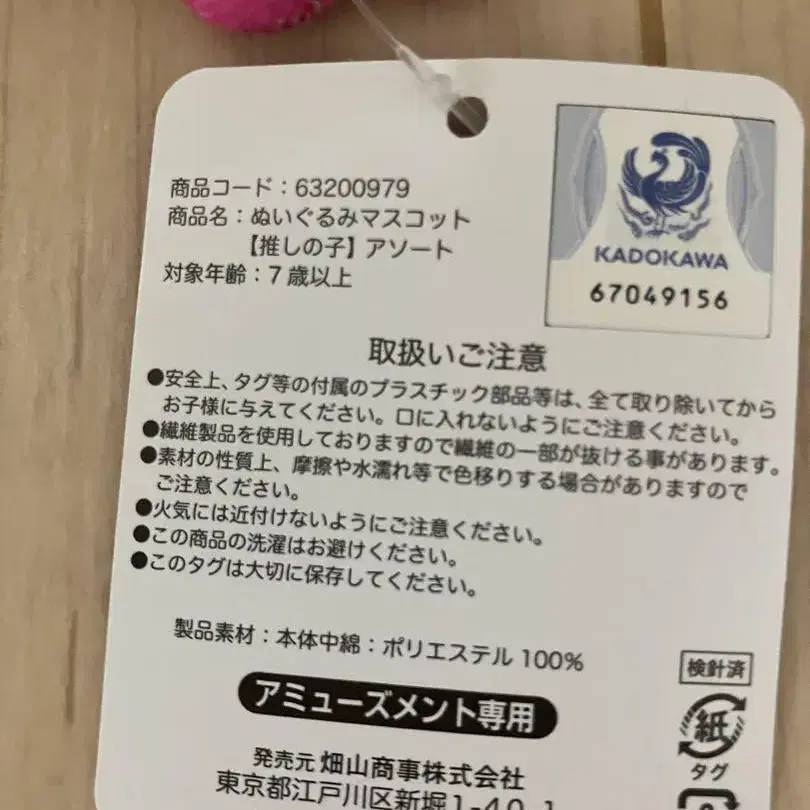 商品コード：63200979
商品名：ぬいぐるみマスコット
【推しの子】アソート
対象年齢：7歳以上
KADOKAWA
67049156
取扱いご注意
●安全上、タグ等の付属のプラスチック部品等は、全て取り除いてから
お子様に与えてください。口に入れないようにご注意ください。
●繊維製品を使用しておりますので繊維の一部が抜ける事があります。
●素材の性質上、摩擦や水濡れ等で色移りする場合がありますので
ご注意ください。
●火気には近付けないようにご注意ください。
●この商品の洗濯はお避けください。
●このタグは大切に保存してください。
製品素材：本体中綿：ポリエステル100%
検針済
アミューズメント専用
紙
タグ
発売元 畑山商事株式会社
東京都江戸川区新堀1-40-1